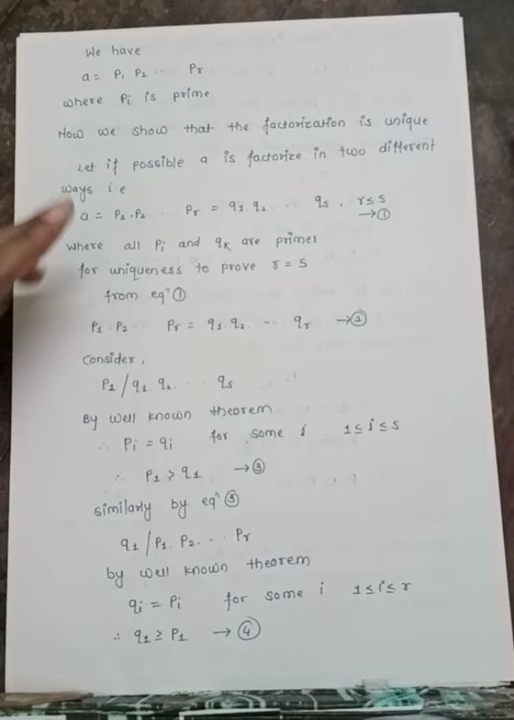 We have
a = P1 P2 ... Pr
where Pi is prime
Now we show that the factorization is unique
Let if possible a is factorize in two different
ways i.e
a = P1 . P2 . . Pr = q1 . q2 . . . qs , r ≤ s
→ ①
where all Pi and qk are primes
for uniqueness to prove r = s
from eqn ①
P1 . P2 Pr = q1 . q2 ... qr → ②
Consider ,
P1 / q1 . q2 . . . qs
By well known theorem
Pi = qi for some i 1 ≤ i ≤ s
∴ P1 ≥ q1 → ③
similarly by eqn ③
q1 / P1 . P2 . . . Pr
by well known theorem
qi = Pi for some i 1 ≤ i ≤ r
∴ q1 ≥ P1 → ④